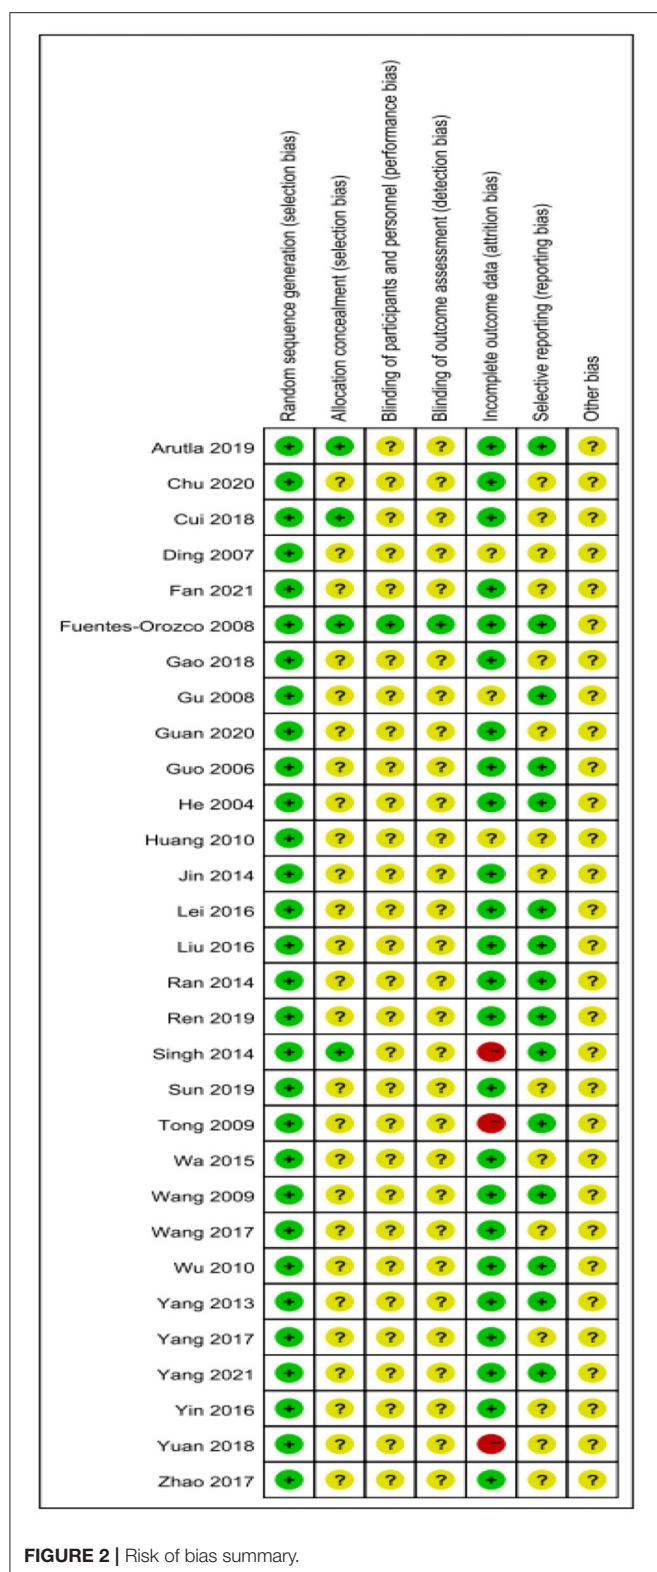 Random sequence generation (selection bias)
Allocation concealment (selection bias)
Blinding of participants and personnel (performance bias)
Blinding of outcome assessment (detection bias)
Incomplete outcome data (attrition bias)
Selective reporting (reporting bias)
Other bias
Arutla 2019 + + ? ? + + ?
Chu 2020 + ? ? ? + ? ?
Cui 2018 + + ? ? + ? ?
Ding 2007 + ? ? ? ? ? ?
Fan 2021 + ? ? ? + ? ?
Fuentes-Orozco 2008 + + + + + + ?
Gao 2018 + ? ? ? + ? ?
Gu 2008 + ? ? ? ? + ?
Guan 2020 + ? ? ? + ? ?
Guo 2006 + ? ? ? + + ?
He 2004 + ? ? ? + + ?
Huang 2010 + ? ? ? ? ? ?
Jin 2014 + ? ? ? + ? ?
Lei 2016 + ? ? ? + + ?
Liu 2016 + ? ? ? + + ?
Ran 2014 + ? ? ? + + ?
Ren 2019 + ? ? ? + + ?
Singh 2014 + + ? ? - + ?
Sun 2019 + ? ? ? + ? ?
Tong 2009 + ? ? ? - + ?
Wa 2015 + ? ? ? + ? ?
Wang 2009 + ? ? ? + + ?
Wang 2017 + ? ? ? + ? ?
Wu 2010 + ? ? ? + + ?
Yang 2013 + ? ? ? + + ?
Yang 2017 + ? ? ? + ? ?
Yang 2021 + ? ? ? + + ?
Yin 2016 + ? ? ? + ? ?
Yuan 2018 + ? ? ? - ? ?
Zhao 2017 + ? ? ? + ? ?
FIGURE 2 | Risk of bias summary.